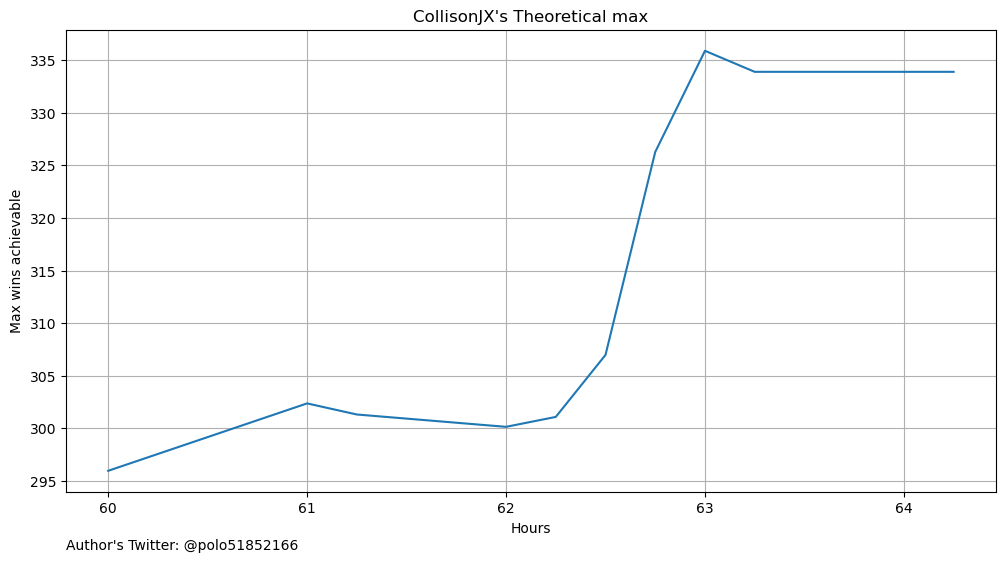 CollisonJX's Theoretical max
Max wins achievable
335
330
325
320
315
310
305
300
295
60 61 62 63 64
Hours
Author's Twitter: @polo51852166